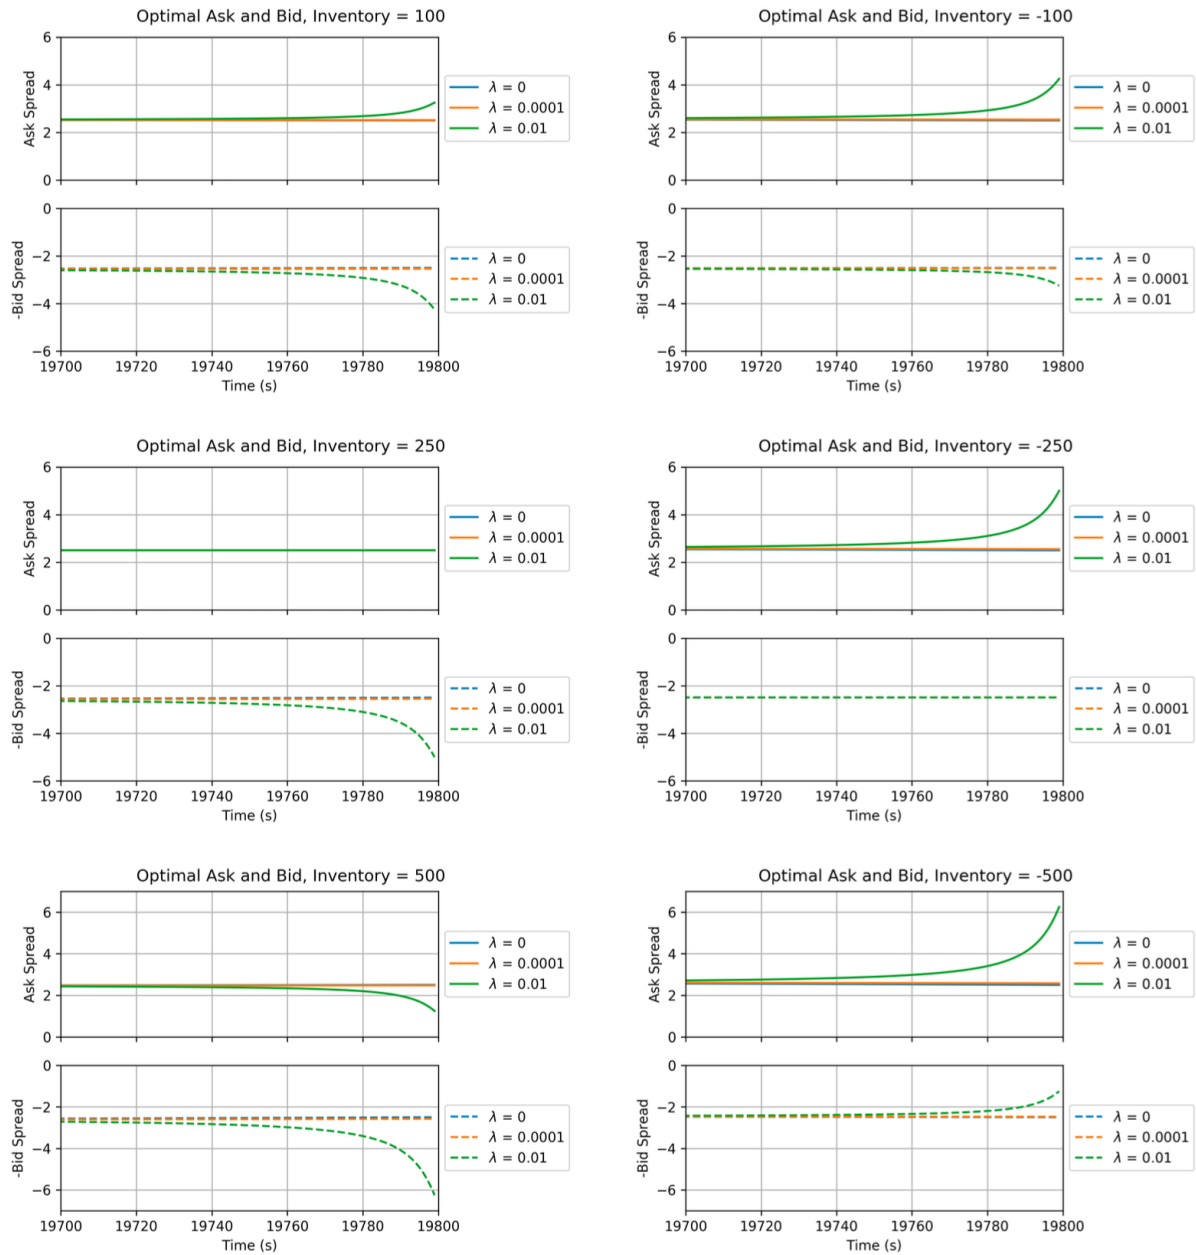 Optimal Ask and Bid, Inventory = 100
6
4
2
0
Ask Spread
λ = 0
λ = 0.0001
λ = 0.01
0
−2
−4
−6
-Bid Spread
λ = 0
λ = 0.0001
λ = 0.01
19700 19720 19740 19760 19780 19800
Time (s)
Optimal Ask and Bid, Inventory = -100
6
4
2
0
Ask Spread
λ = 0
λ = 0.0001
λ = 0.01
0
−2
−4
−6
-Bid Spread
λ = 0
λ = 0.0001
λ = 0.01
19700 19720 19740 19760 19780 19800
Time (s)
Optimal Ask and Bid, Inventory = 250
6
4
2
0
Ask Spread
λ = 0
λ = 0.0001
λ = 0.01
0
−2
−4
−6
-Bid Spread
λ = 0
λ = 0.0001
λ = 0.01
19700 19720 19740 19760 19780 19800
Time (s)
Optimal Ask and Bid, Inventory = -250
6
4
2
0
Ask Spread
λ = 0
λ = 0.0001
λ = 0.01
0
−2
−4
−6
-Bid Spread
λ = 0
λ = 0.0001
λ = 0.01
19700 19720 19740 19760 19780 19800
Time (s)
Optimal Ask and Bid, Inventory = 500
6
4
2
0
Ask Spread
λ = 0
λ = 0.0001
λ = 0.01
0
−2
−4
−6
-Bid Spread
λ = 0
λ = 0.0001
λ = 0.01
19700 19720 19740 19760 19780 19800
Time (s)
Optimal Ask and Bid, Inventory = -500
6
4
2
0
Ask Spread
λ = 0
λ = 0.0001
λ = 0.01
0
−2
−4
−6
-Bid Spread
λ = 0
λ = 0.0001
λ = 0.01
19700 19720 19740 19760 19780 19800
Time (s)